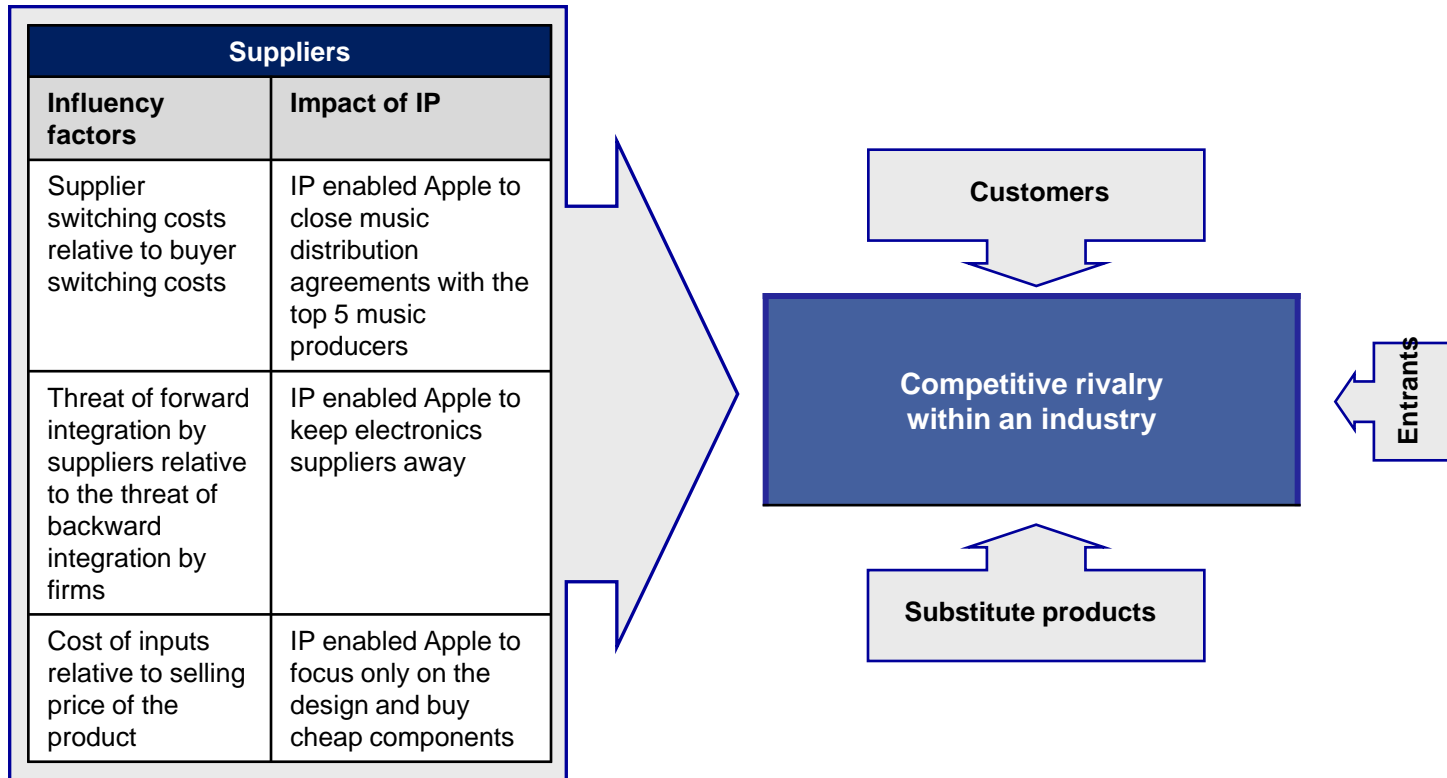 Suppliers
Influency
factors
Impact of IP
Supplier
switching costs
relative to buyer
switching costs
IP enabled Apple to
close music
distribution
agreements with the
top 5 music
producers
Threat of forward
integration by
suppliers relative
to the threat of
backward
integration by
firms
IP enabled Apple to
keep electronics
suppliers away
Cost of inputs
relative to selling
price of the
product
IP enabled Apple to
focus only on the
design and buy
cheap components
Customers
Competitive rivalry
within an industry
Entrants
Substitute products